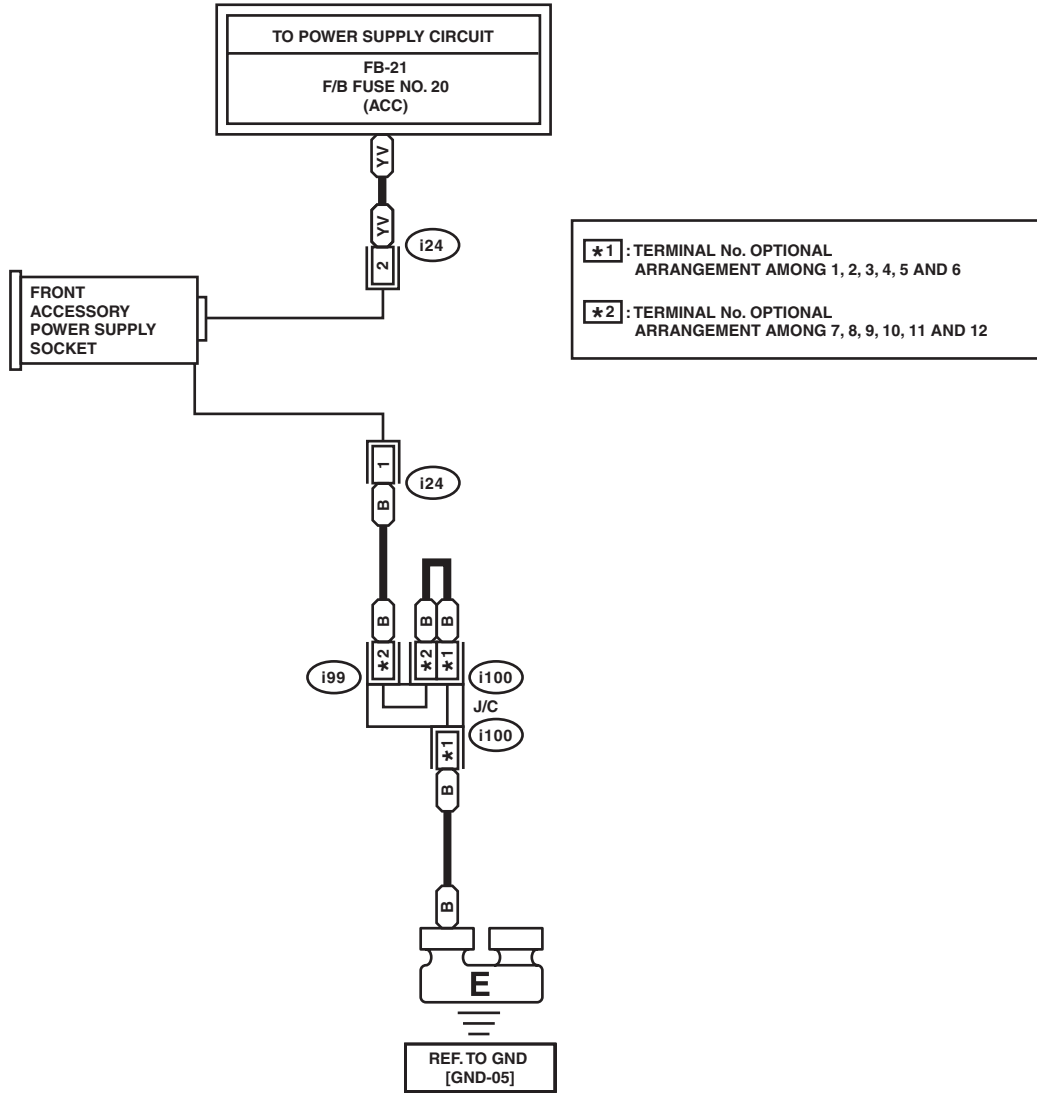 TO POWER SUPPLY CIRCUIT
FB-21
F/B FUSE NO. 20
(ACC)
YV
YV
2
i24
FRONT
ACCESSORY
POWER SUPPLY
SOCKET
*1 : TERMINAL No. OPTIONAL
ARRANGEMENT AMONG 1, 2, 3, 4, 5 AND 6
*2 : TERMINAL No. OPTIONAL
ARRANGEMENT AMONG 7, 8, 9, 10, 11 AND 12
1
i24
B
B
B
B
i99
*2
*2
*1
i100
J/C
*1
i100
B
B
E
REF. TO GND
[GND-05]